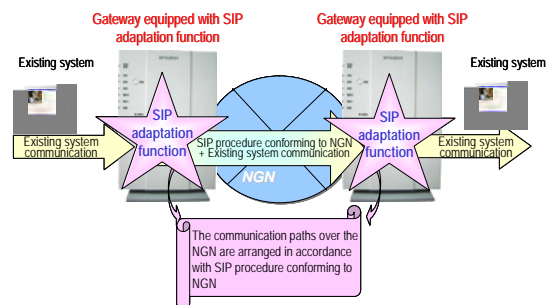 Gateway equipped with SIP
adaptation function
Gateway equipped with SIP
adaptation function
Existing system
Existing system
SIP
adaptation
function
SIP
adaptation
function
Existing system
communication
SIP procedure conforming to NGN
+ Existing system communication
Existing system
communication
NGN
The communication paths over the
NGN are arranged in accordance
with SIP procedure conforming to
NGN